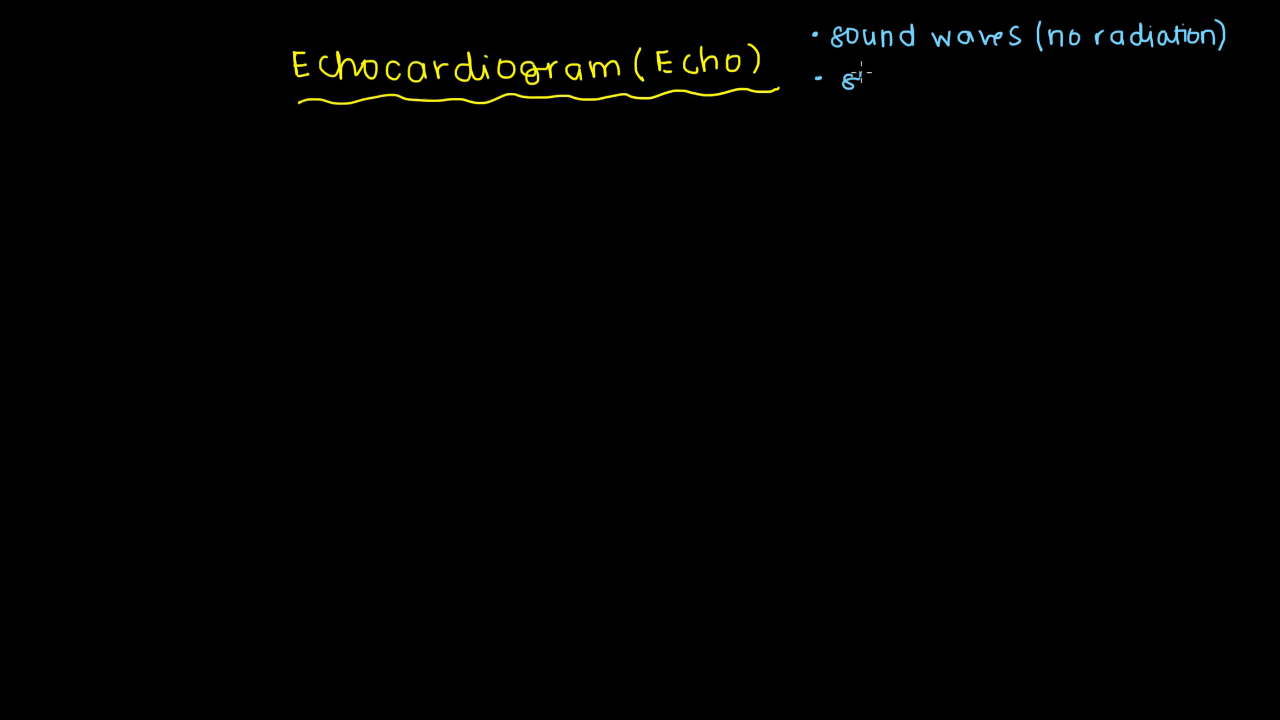 Echocardiogram (Echo)
• sound waves (no radiation)
•